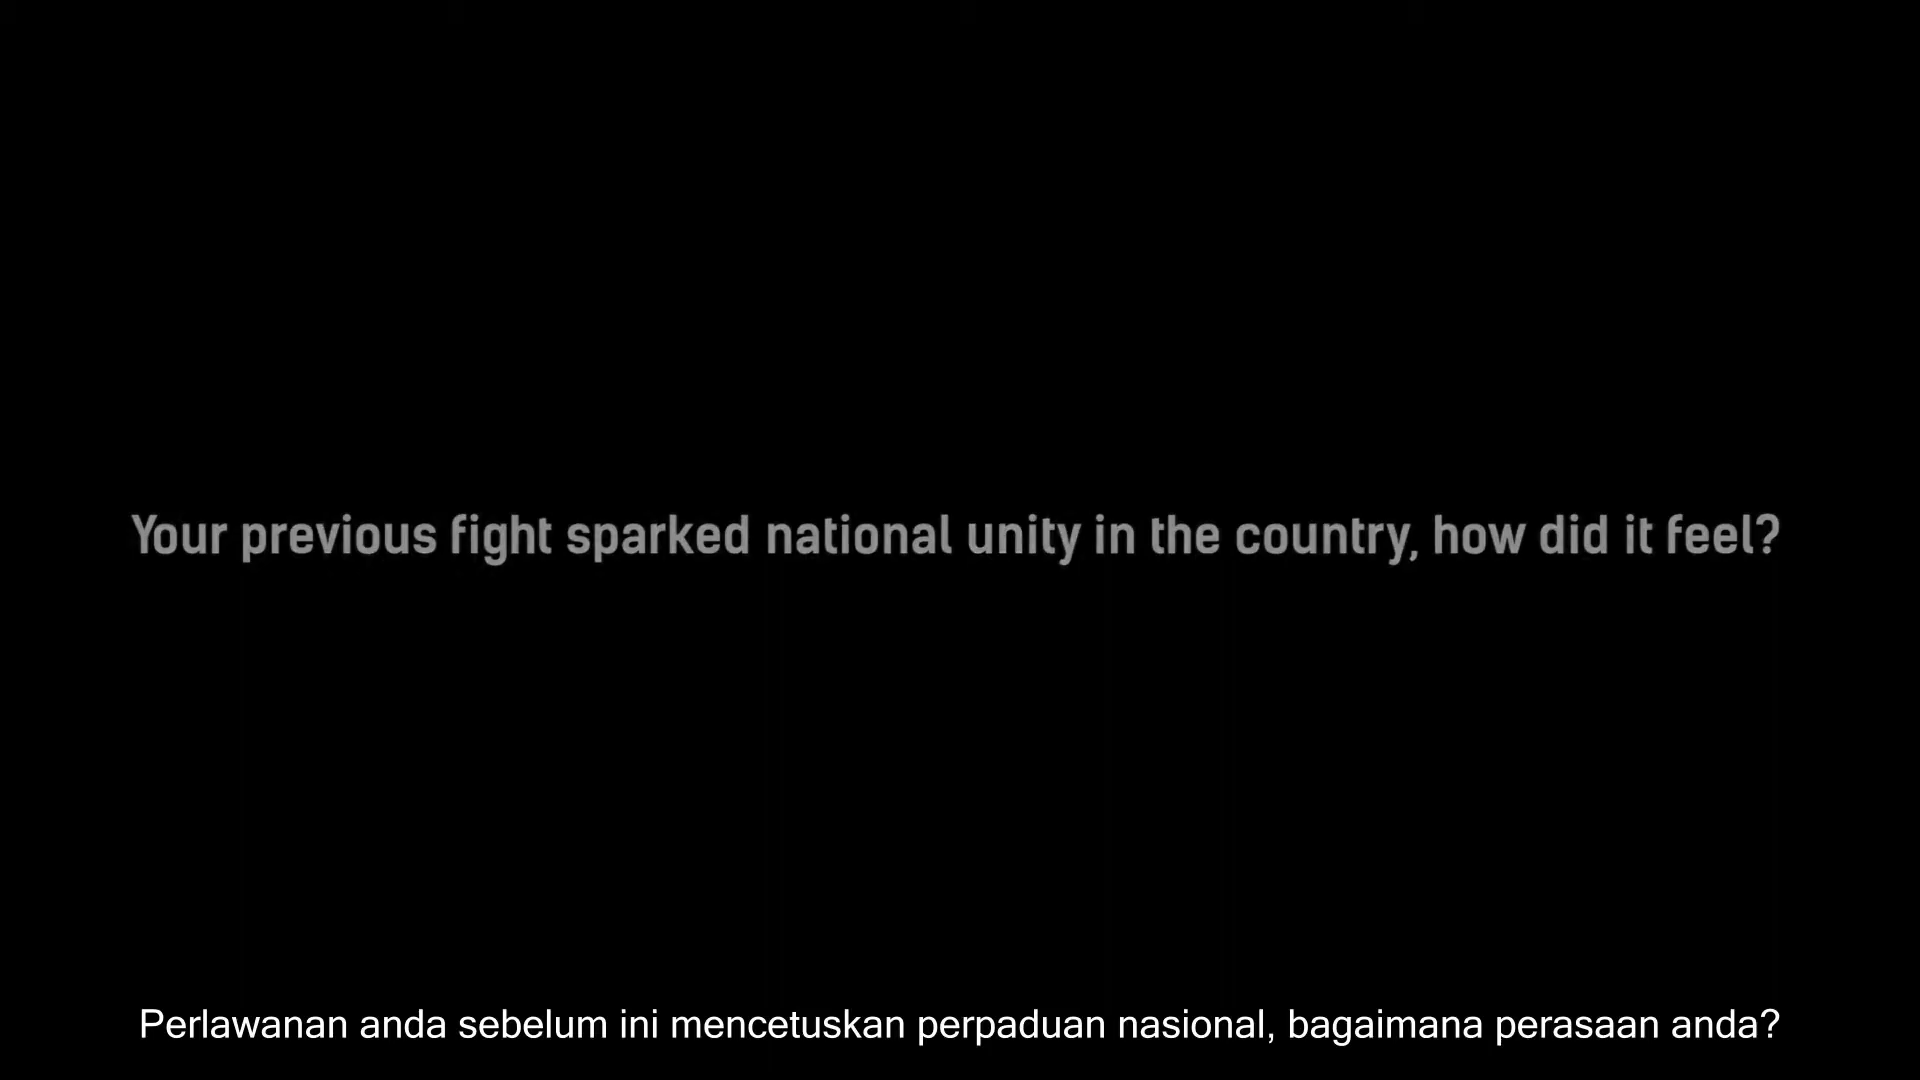 Your previous fight sparked national unity in the country, how did it feel?
Perlawanan anda sebelum ini mencetuskan perpaduan nasional, bagaimana perasaan anda?